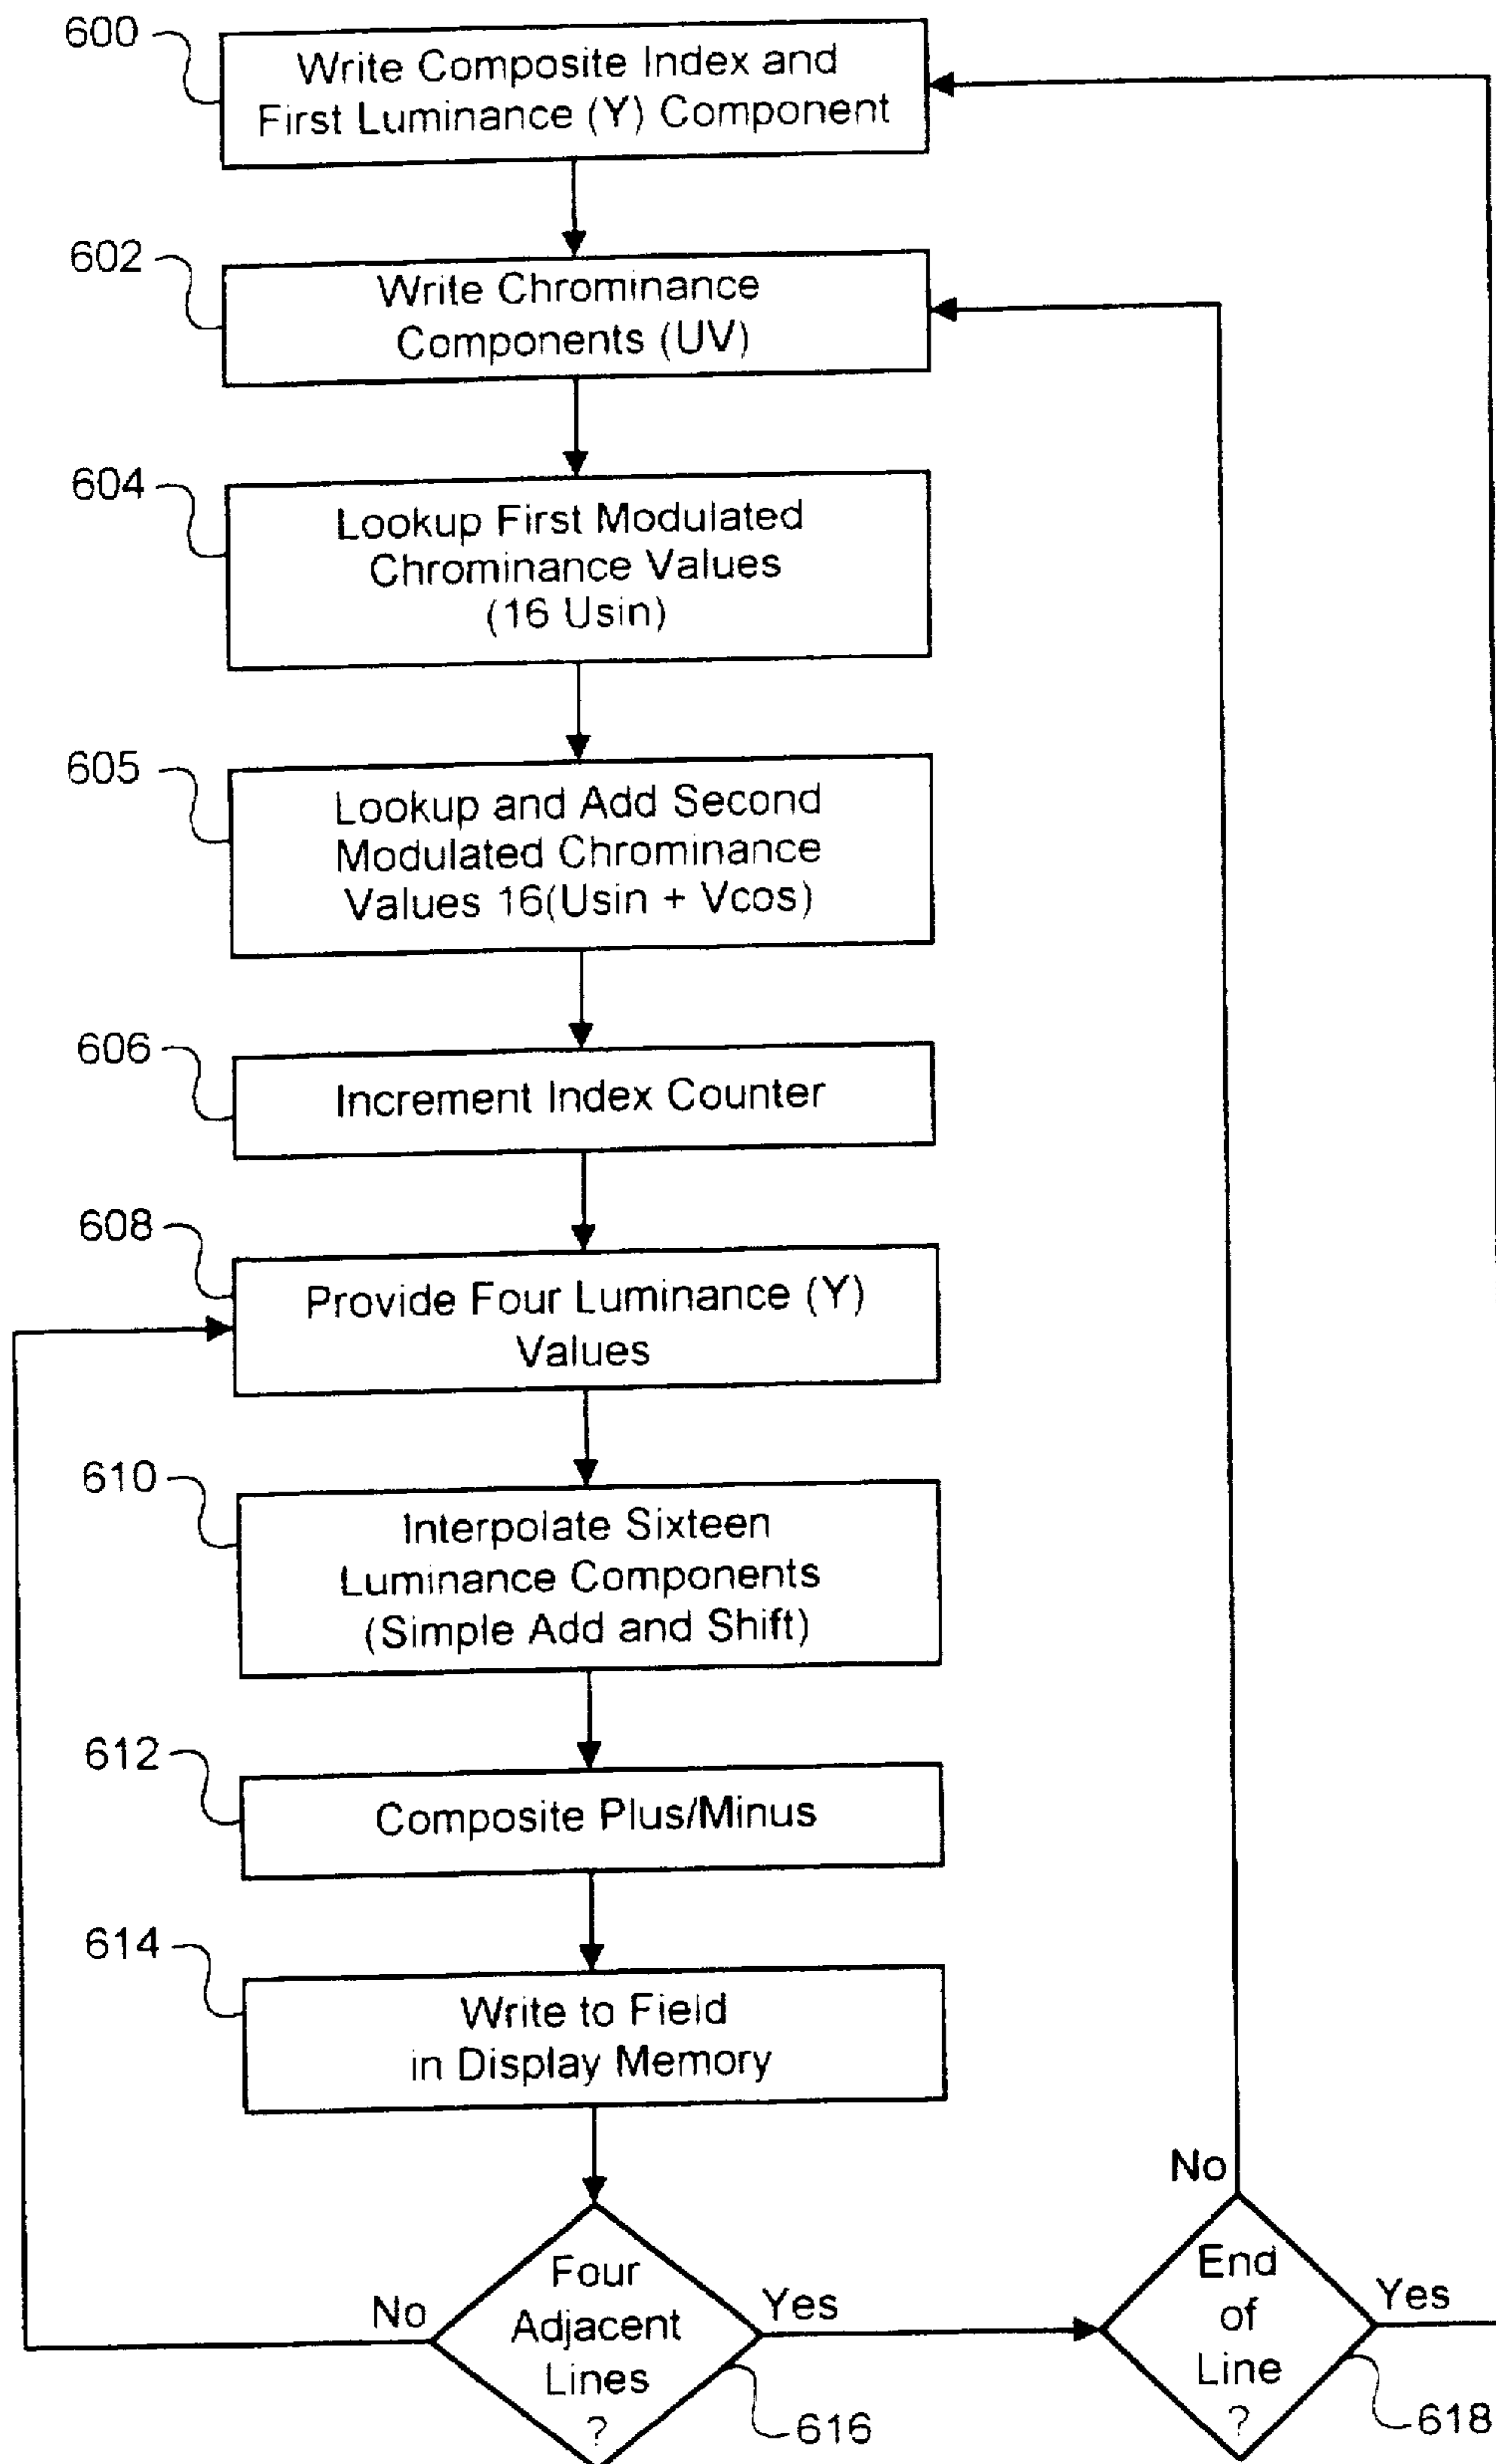 600
Write Composite Index and
First Luminance (Y) Component
602
Write Chrominance
Components (UV)
604
Lookup First Modulated
Chrominance Values
(16 Usin)
605
Lookup and Add Second
Modulated Chrominance
Values 16(Usin + Vcos)
606
Increment Index Counter
608
Provide Four Luminance (Y)
Values
610
Interpolate Sixteen
Luminance Components
(Simple Add and Shift)
612
Composite Plus/Minus
614
Write to Field
in Display Memory
No
Four
Adjacent
Lines
?
Yes
616
No
End
of
Line
?
Yes
618